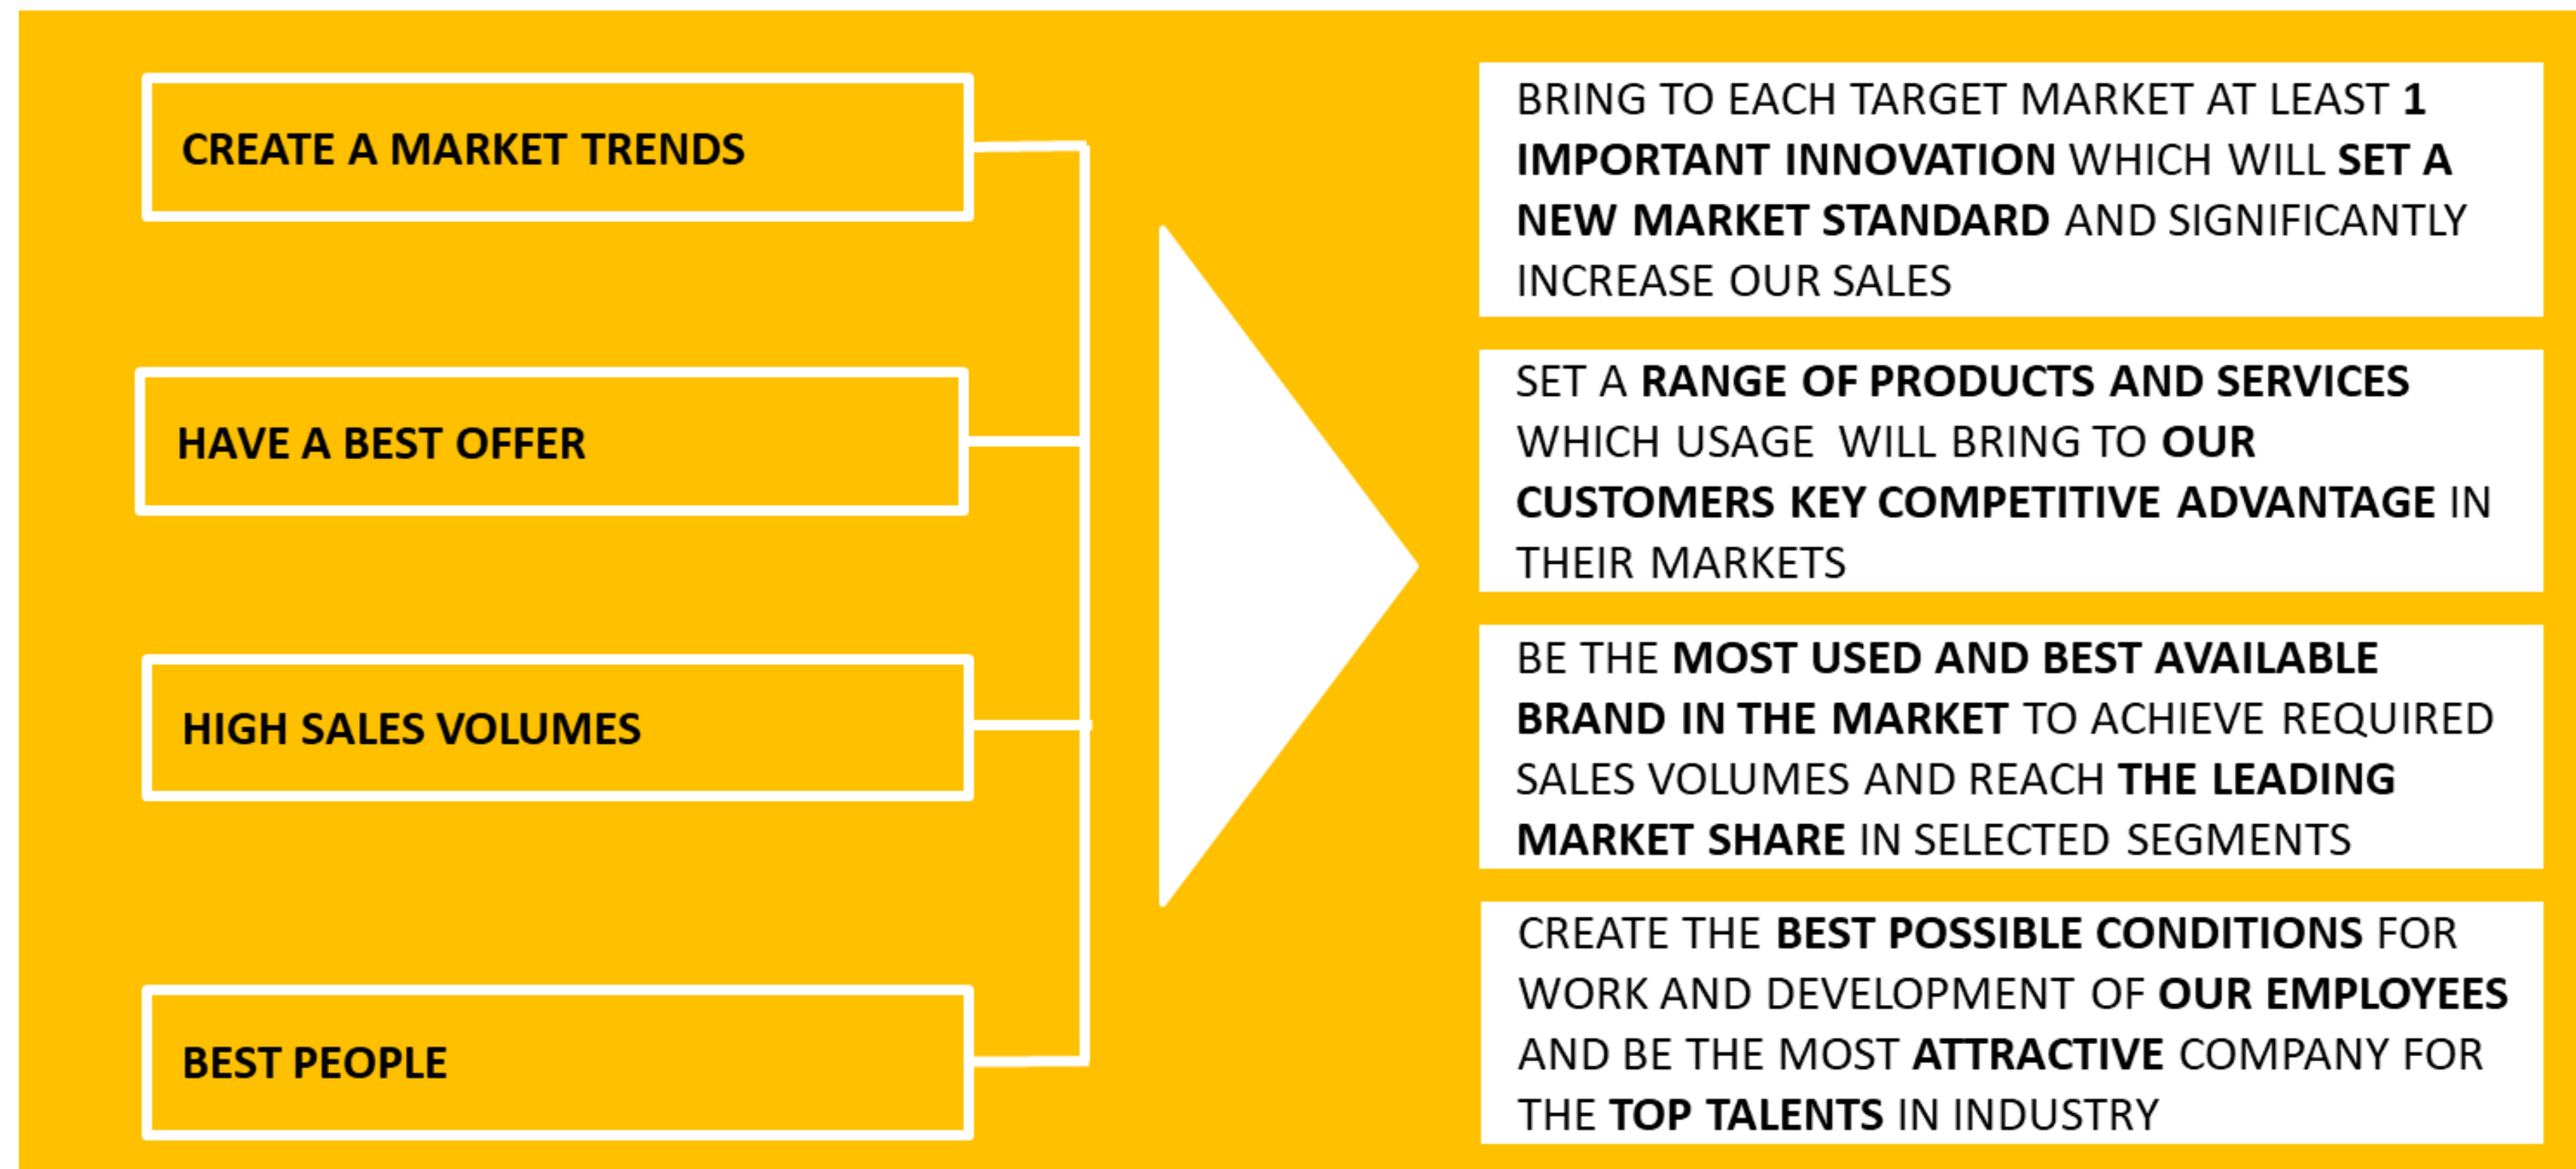 CREATE A MARKET TRENDS
HAVE A BEST OFFER
HIGH SALES VOLUMES
BEST PEOPLE
BRING TO EACH TARGET MARKET AT LEAST 1
IMPORTANT INNOVATION WHICH WILL SET A
NEW MARKET STANDARD AND SIGNIFICANTLY
INCREASE OUR SALES
SET A RANGE OF PRODUCTS AND SERVICES
WHICH USAGE WILL BRING TO OUR
CUSTOMERS KEY COMPETITIVE ADVANTAGE IN
THEIR MARKETS
BE THE MOST USED AND BEST AVAILABLE
BRAND IN THE MARKET TO ACHIEVE REQUIRED
SALES VOLUMES AND REACH THE LEADING
MARKET SHARE IN SELECTED SEGMENTS
CREATE THE BEST POSSIBLE CONDITIONS FOR
WORK AND DEVELOPMENT OF OUR EMPLOYEES
AND BE THE MOST ATTRACTIVE COMPANY FOR
THE TOP TALENTS IN INDUSTRY